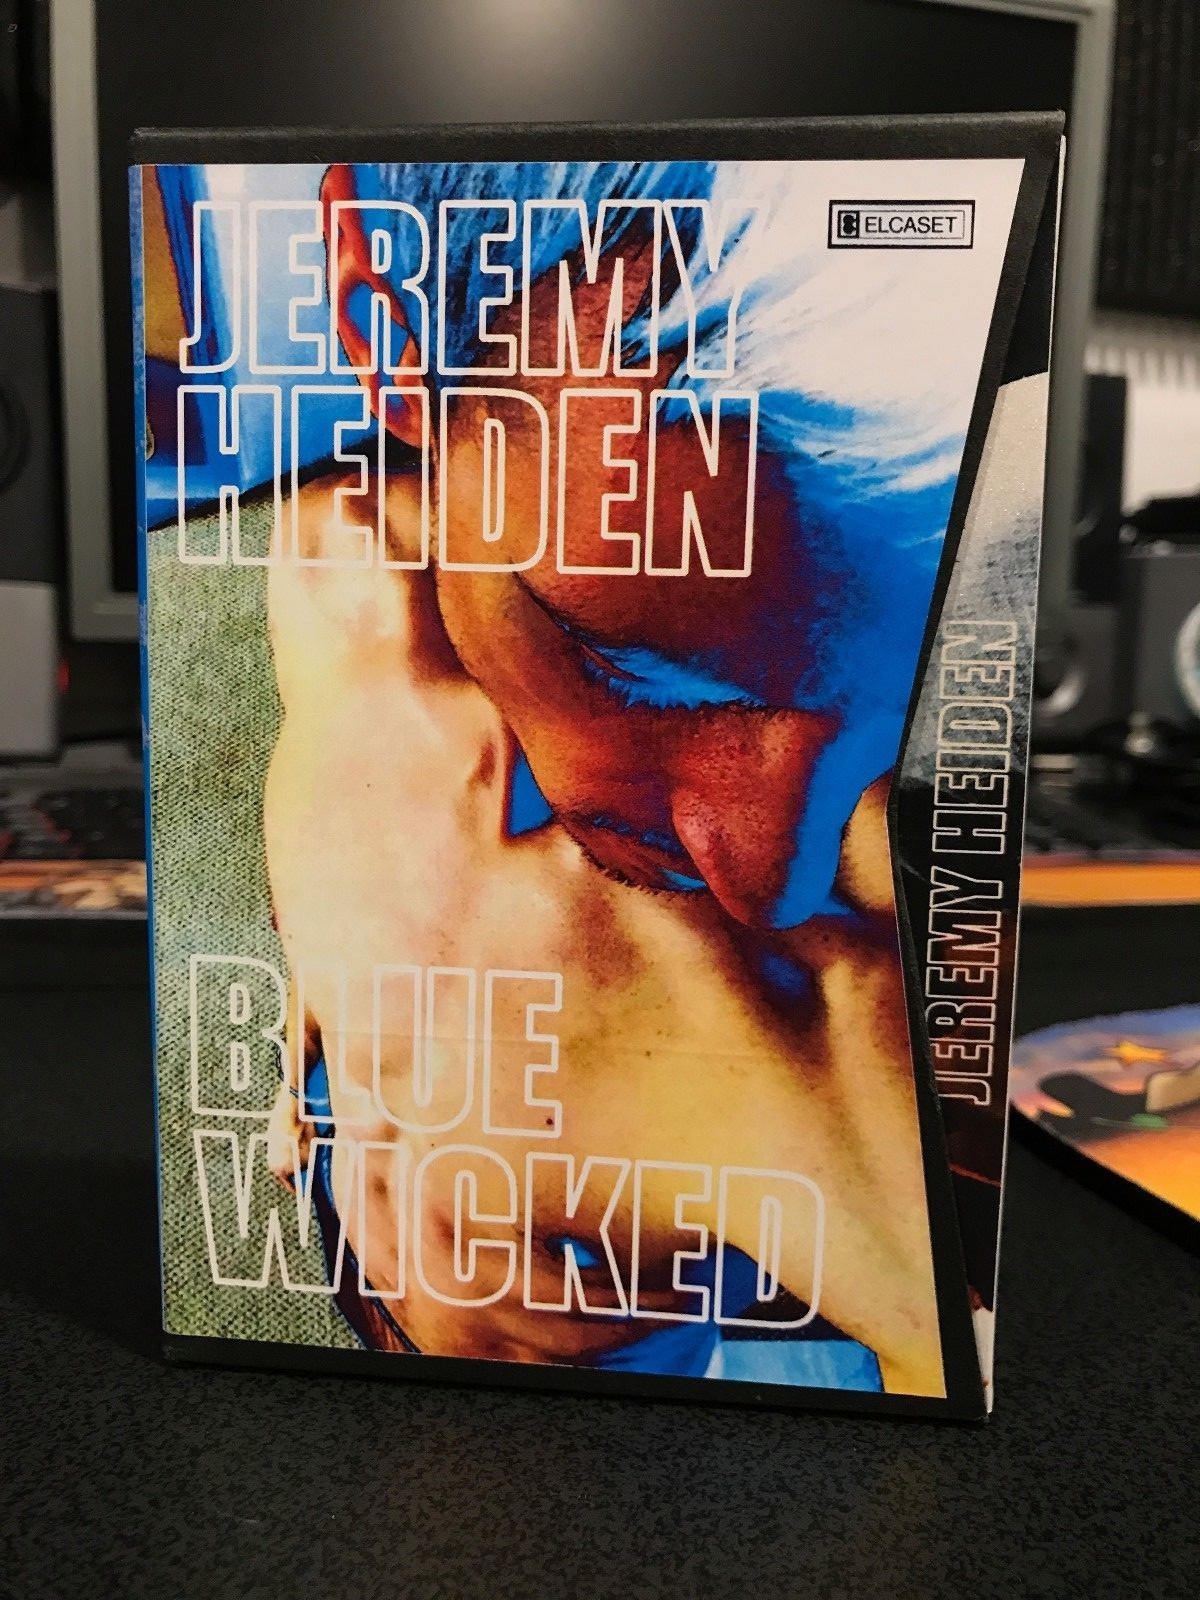 JEREMY
HEIDEN
ELCASET
BLUE
WICKED
JEREMY HEIDEN